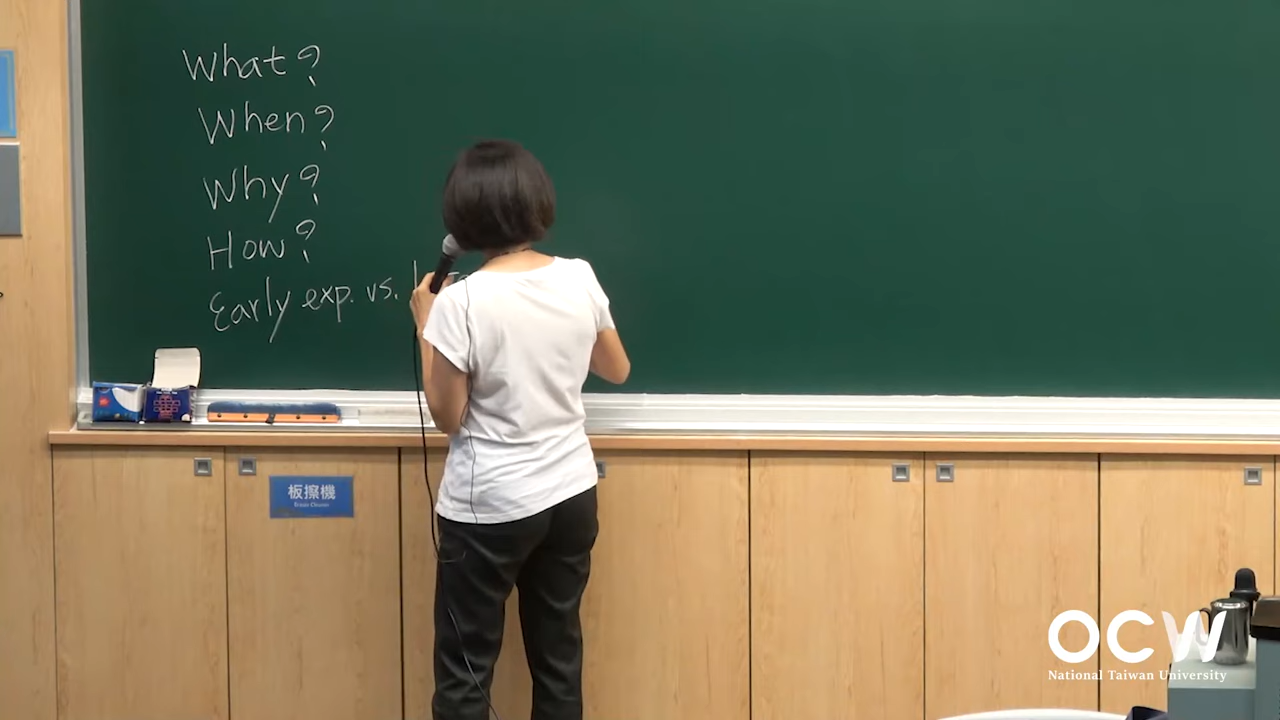 What?
When?
Why?
How?
Early exp. vs.
板擦機
OCW
National Taiwan University